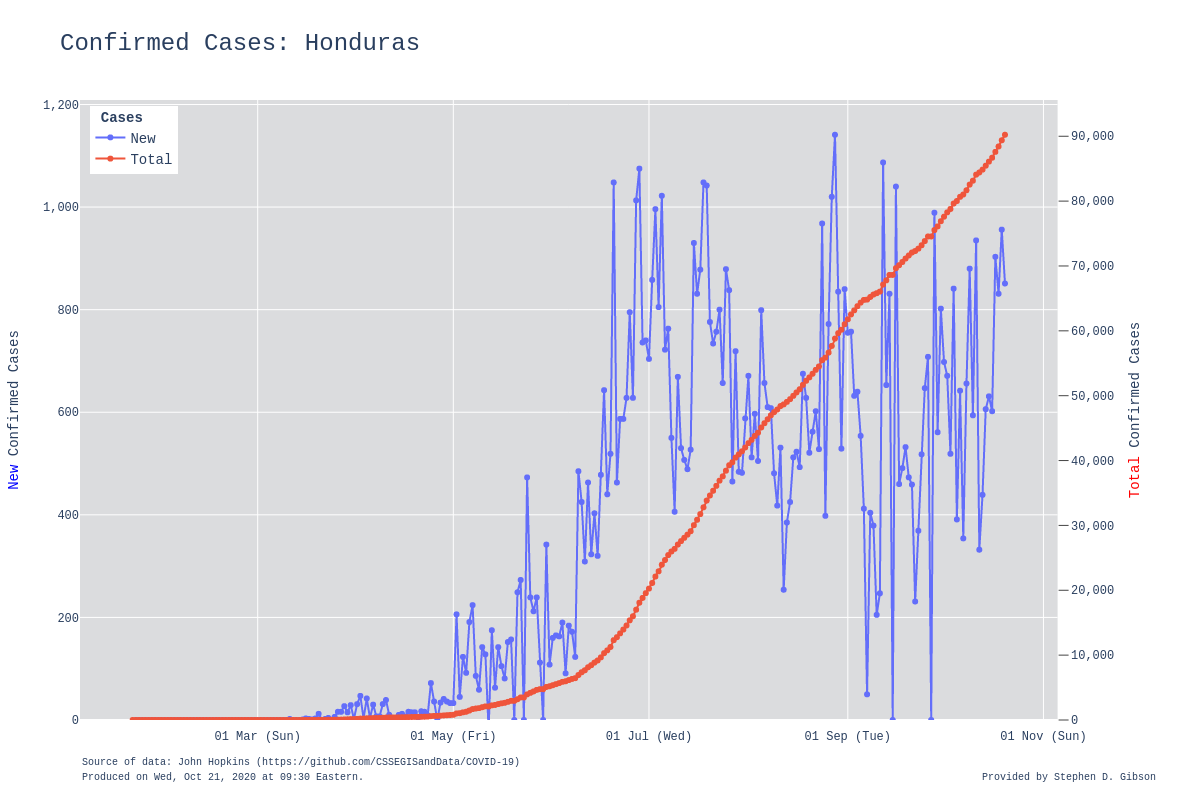 Confirmed Cases: Honduras
Cases
New
Total
1,200
1,000
800
600
400
200
0
New Confirmed Cases
90,000
80,000
70,000
60,000
50,000
40,000
30,000
20,000
10,000
0
Total Confirmed Cases
01 Mar (Sun)
01 May (Fri)
01 Jul (Wed)
01 Sep (Tue)
01 Nov (Sun)
Source of data: John Hopkins (https://github.com/CSSEGISandData/COVID-19)
Produced on Wed, Oct 21, 2020 at 09:30 Eastern.
Provided by Stephen D. Gibson